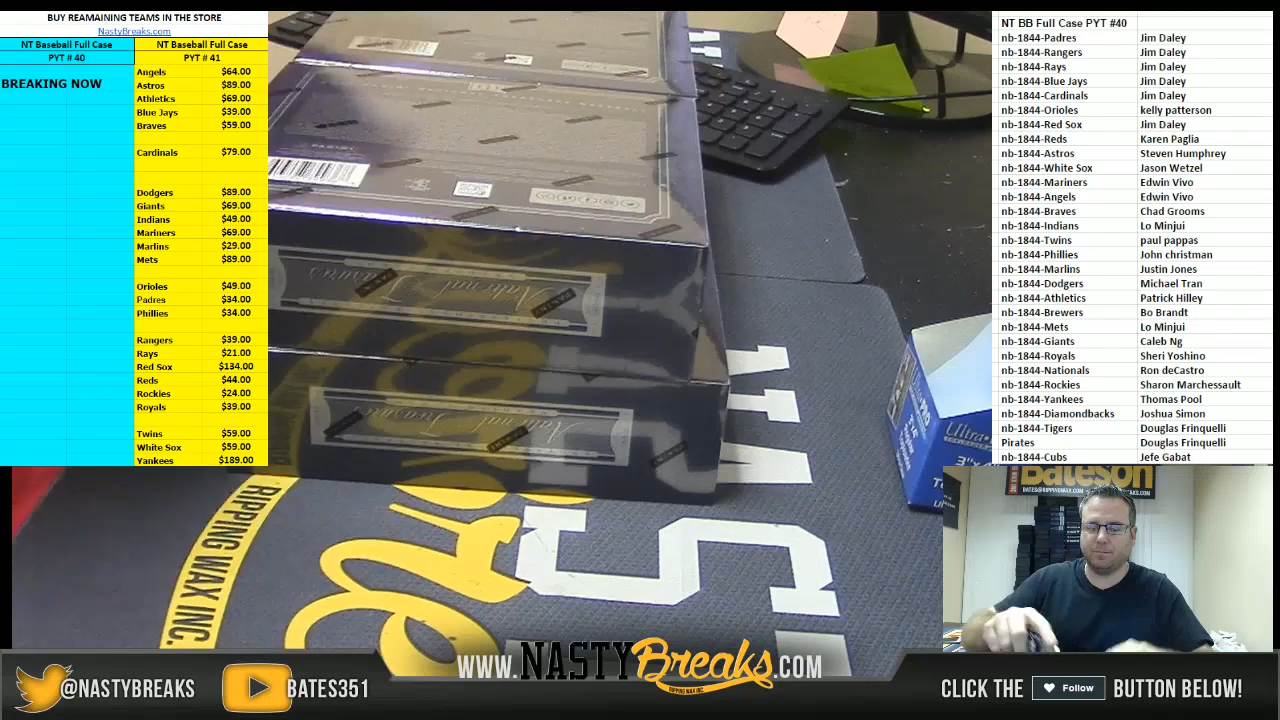 BUY REAMAINING TEAMS IN THE STORE
NastyBreaks.com
NT Baseball Full Case
PYT # 40
BREAKING NOW
NT Baseball Full Case
PYT # 41
Angels $64.00
Astros $89.00
Athletics $69.00
Blue Jays $39.00
Braves $59.00
Cardinals $79.00
Dodgers $89.00
Giants $69.00
Indians $49.00
Mariners $69.00
Marlins $29.00
Mets $89.00
Orioles $49.00
Padres $34.00
Phillies $34.00
Rangers $39.00
Rays $21.00
Red Sox $134.00
Reds $44.00
Rockies $24.00
Royals $39.00
Twins $59.00
White Sox $59.00
Yankees $189.00
NT BB Full Case PYT #40
nb-1844-Padres Jim Daley
nb-1844-Rangers Jim Daley
nb-1844-Rays Jim Daley
nb-1844-Blue Jays Jim Daley
nb-1844-Cardinals Jim Daley
nb-1844-Orioles kelly patterson
nb-1844-Red Sox Jim Daley
nb-1844-Reds Karen Paglia
nb-1844-Astros Steven Humphrey
nb-1844-White Sox Jason Wetzel
nb-1844-Mariners Edwin Vivo
nb-1844-Angels Edwin Vivo
nb-1844-Braves Chad Grooms
nb-1844-Indians Lo Minjui
nb-1844-Twins paul pappas
nb-1844-Phillies John christman
nb-1844-Marlins Justin Jones
nb-1844-Dodgers Michael Tran
nb-1844-Athletics Patrick Hilley
nb-1844-Brewers Bo Brandt
nb-1844-Mets Lo Minjui
nb-1844-Giants Caleb Ng
nb-1844-Royals Sheri Yoshino
nb-1844-Nationals Ron deCastro
nb-1844-Rockies Sharon Marchessault
nb-1844-Yankees Thomas Pool
nb-1844-Diamondbacks Joshua Simon
nb-1844-Tigers Douglas Frinquelli
Pirates Douglas Frinquelli
nb-1844-Cubs Jefe Gabat
National Treasures
National Treasures
Ultra
RIPPING WAX INC.
Bateson
@NASTYBREAKS
BATES351
WWW.NASTYBreaks.COM
RIPPING WAX INC
CLICK THE Follow BUTTON BELOW!